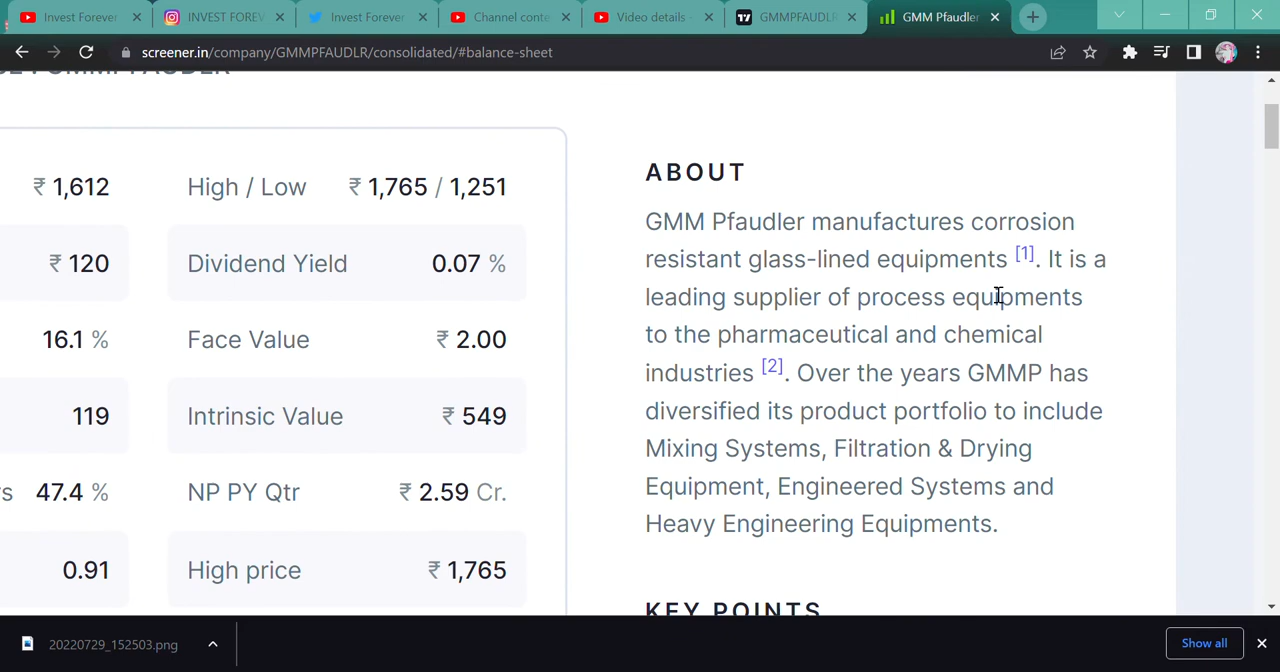 Invest Forever
INVEST FOREV
Invest Forever
Channel conte
Video details -
GMMPFAUDLR
GMM Pfaudler
screener.in/company/GMMPFAUDLR/consolidated/#balance-sheet
₹ 1,612
High / Low ₹ 1,765 / 1,251
₹ 120
Dividend Yield 0.07 %
16.1 %
Face Value ₹ 2.00
119
Intrinsic Value ₹ 549
47.4 %
NP PY Qtr ₹ 2.59 Cr.
0.91
High price ₹ 1,765
ABOUT
GMM Pfaudler manufactures corrosion
resistant glass-lined equipments [1]. It is a
leading supplier of process equipments
to the pharmaceutical and chemical
industries [2]. Over the years GMMP has
diversified its product portfolio to include
Mixing Systems, Filtration & Drying
Equipment, Engineered Systems and
Heavy Engineering Equipments.
KEY POINTS
20220729_152503.png
Show all